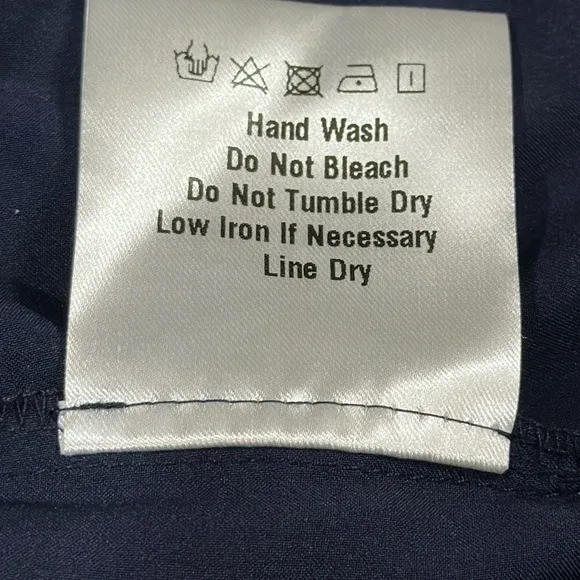 Hand Wash
Do Not Bleach
Do Not Tumble Dry
Low Iron If Necessary
Line Dry